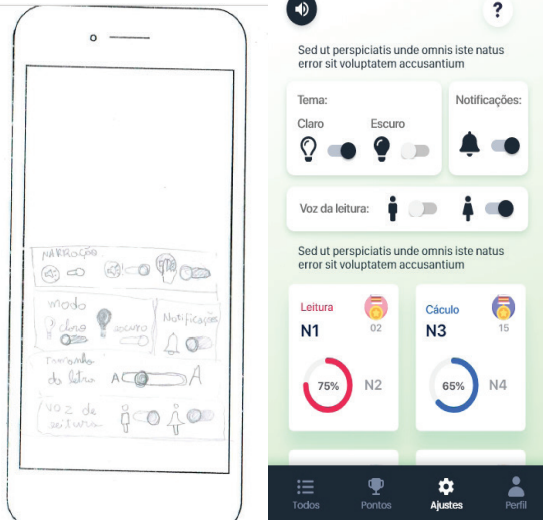 NARRAÇÃO
modo
claro
escuro
Notificações
Tamanho
da letra
A A
VOZ DE
leitura
?
Sed ut perspiciatis unde omnis iste natus
error sit voluptatem accusantium
Tema:
Claro
Escuro
Notificações:
Voz da leitura:
Sed ut perspiciatis unde omnis iste natus
error sit voluptatem accusantium
Leitura
N1
02
75%
N2
Cáculo
N3
15
65%
N4
Todos
Pontos
Ajustes
Perfil